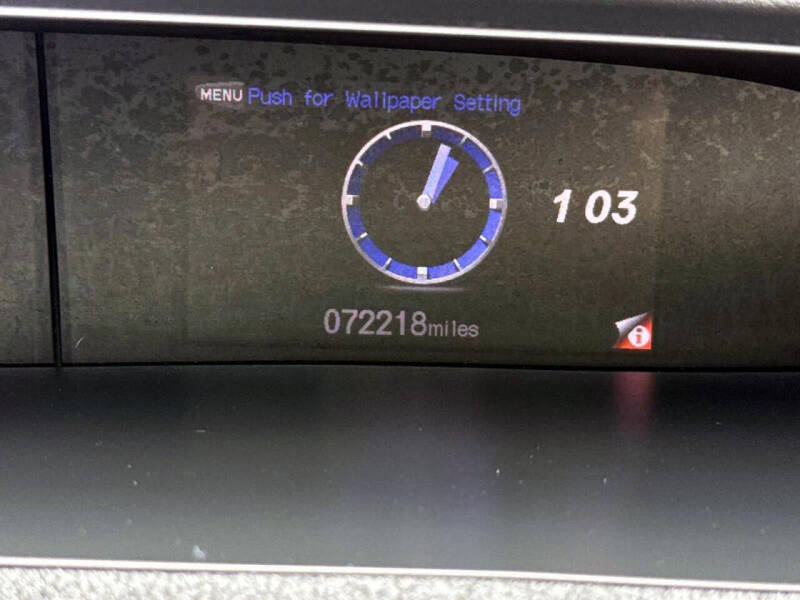 MENU Push for Wallpaper Setting
1 03
072218miles
i